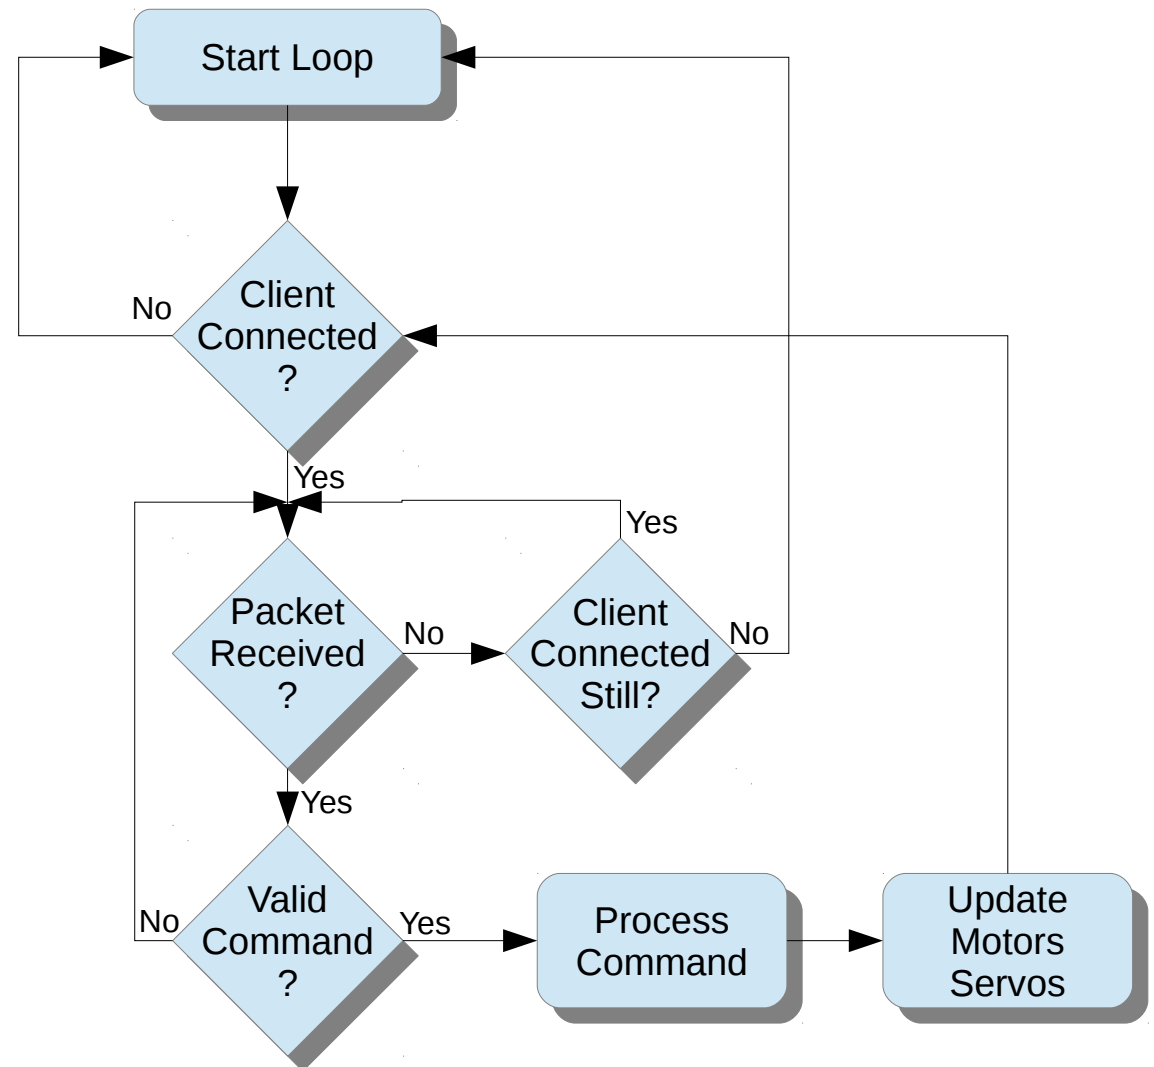 Start Loop
Client
Connected
?
No
Yes
Yes
Packet
Received
?
No
Client
Connected
Still?
No
Yes
Valid
Command
?
No
Yes
Process
Command
Update
Motors
Servos